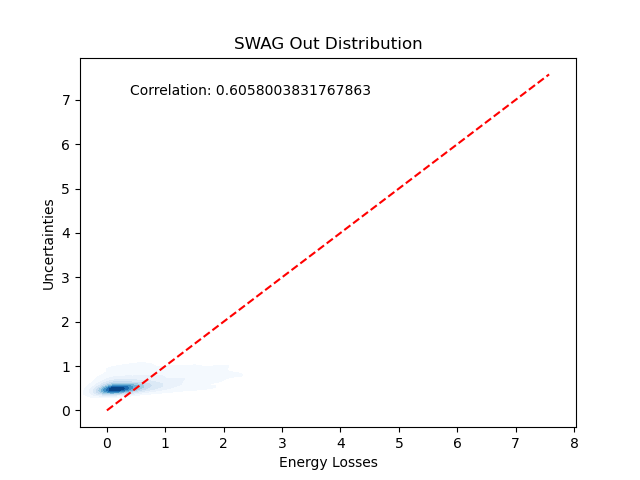 SWAG Out Distribution
Correlation: 0.6058003831767863
Uncertainties
7
6
5
4
3
2
1
0
0 1 2 3 4 5 6 7 8
Energy Losses